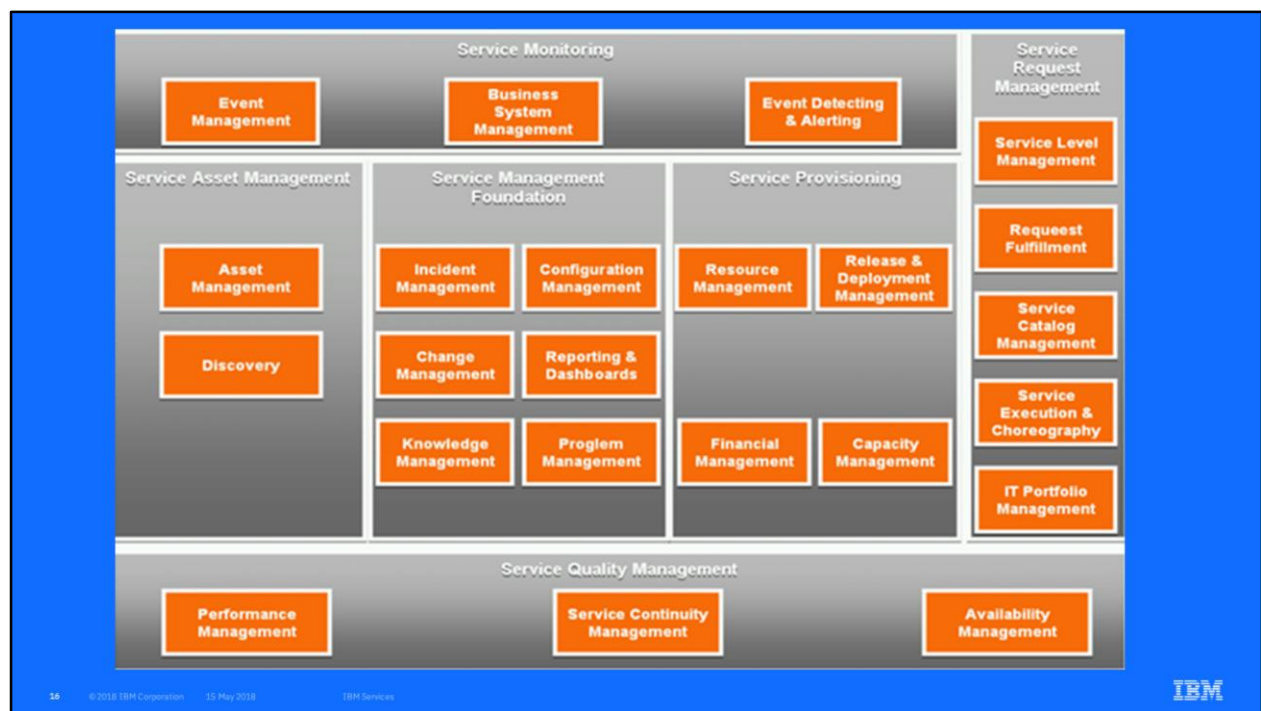 Service Monitoring
Event
Management
Business
System
Management
Event Detecting
& Alerting
Service
Request
Management
Service Level
Management
Requeest
Fulfillment
Service
Catalog
Management
Service
Execution &
Choreography
IT Portfolio
Management
Service Asset Management
Asset
Management
Discovery
Service Management
Foundation
Incident
Management
Configuration
Management
Change
Management
Reporting &
Dashboards
Knowledge
Management
Proglem
Management
Service Provisioning
Resource
Management
Release &
Deployment
Management
Financial
Management
Capacity
Management
Service Quality Management
Performance
Management
Service Continuity
Management
Availability
Management
16 ©2018 IBM Corporation 15 May 2018 IBM Services
IBM